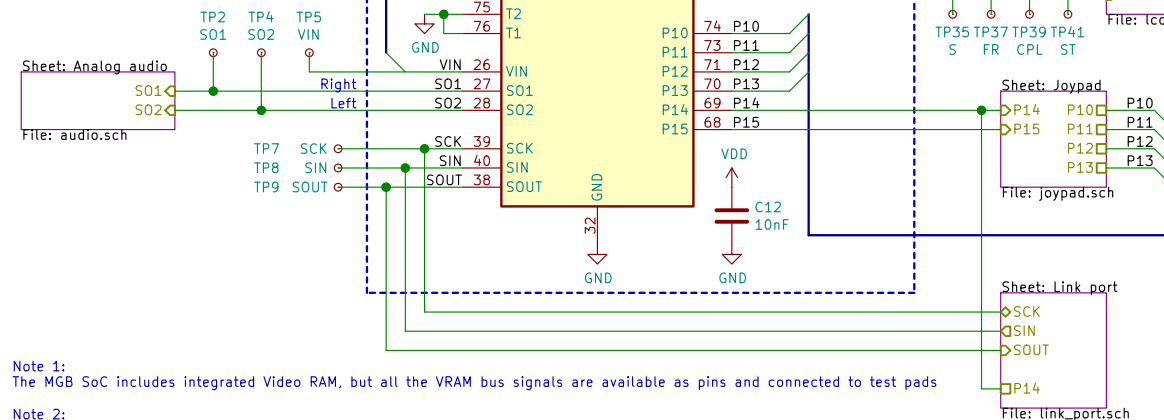 75 T2
76 T1
GND
TP2 TP4 TP5
SO1 SO2 VIN
Sheet: Analog audio
SO1
SO2
File: audio.sch
Right
Left
VIN 26 VIN
SO1 27 SO1
SO2 28 SO2
TP7 SCK SCK 39 SCK
TP8 SIN SIN 40 SIN
TP9 SOUT SOUT 38 SOUT
GND
32
GND
P10 74 P10
P11 73 P11
P12 71 P12
P13 70 P13
P14 69 P14
P15 68 P15
VDD
C12
10nF
GND
TP35 TP37 TP39 TP41
S FR CPL ST
Sheet: Joypad
P14 P10 P10
P15 P11 P11
P12 P12
P13 P13
File: joypad.sch
Sheet: Link port
SCK
SIN
SOUT
P14
File: link_port.sch
Note 1:
The MGB SoC includes integrated Video RAM, but all the VRAM bus signals are available as pins and connected to test pads
Note 2: